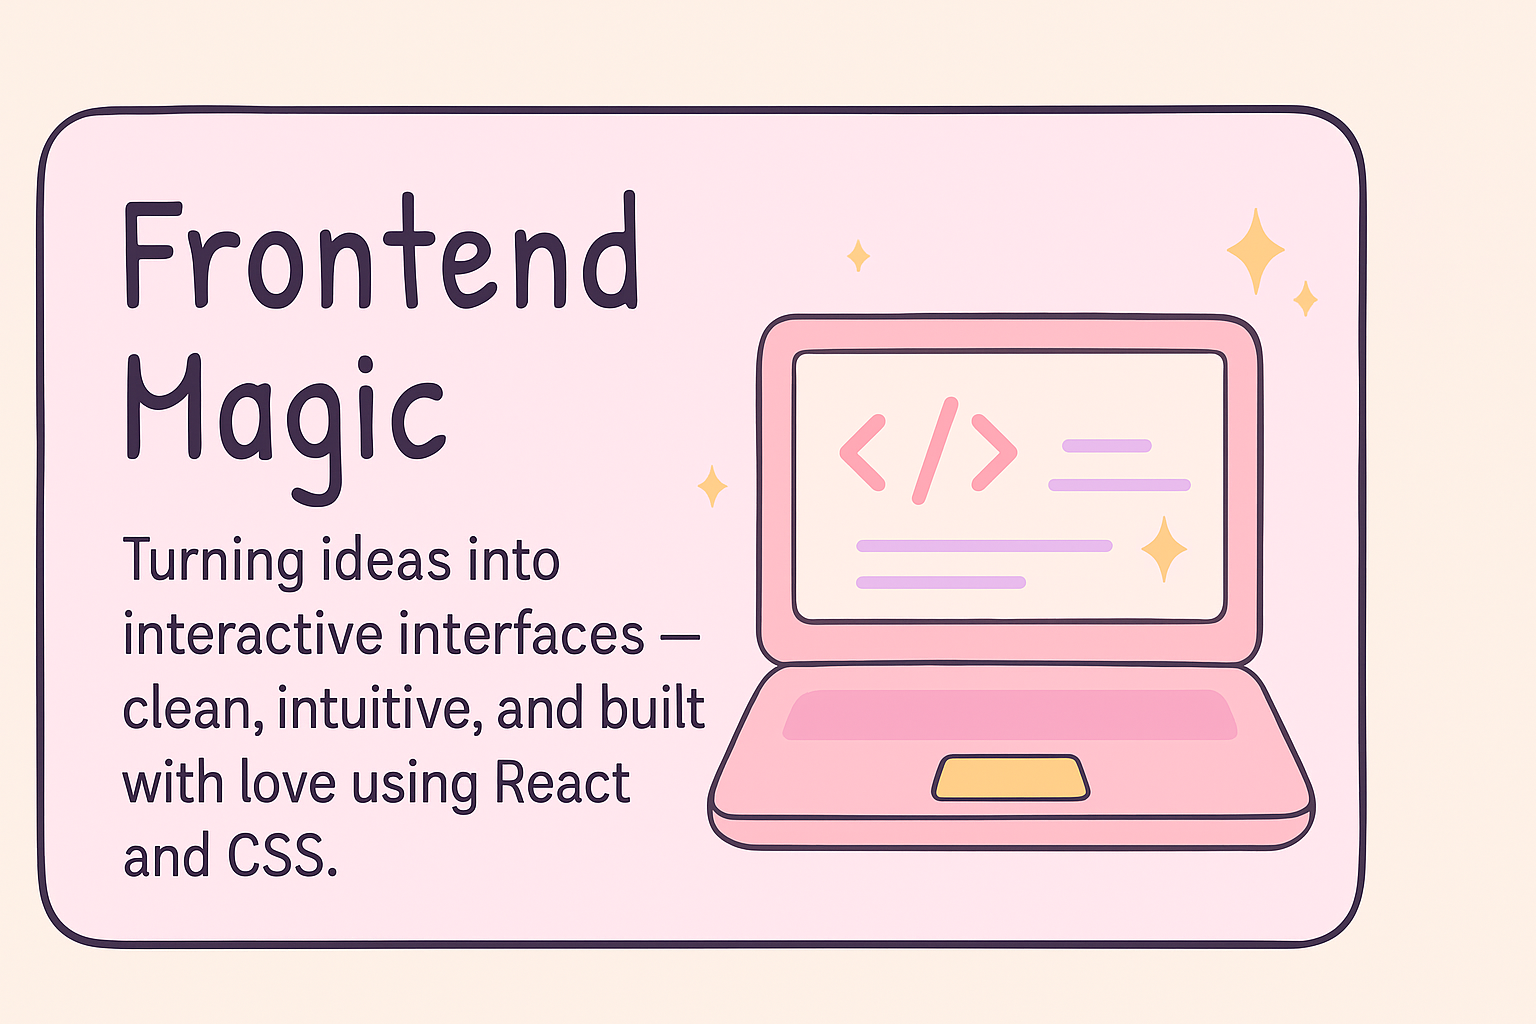 Frontend
Magic
Turning ideas into
interactive interfaces —
clean, intuitive, and built
with love using React
and CSS.
</>